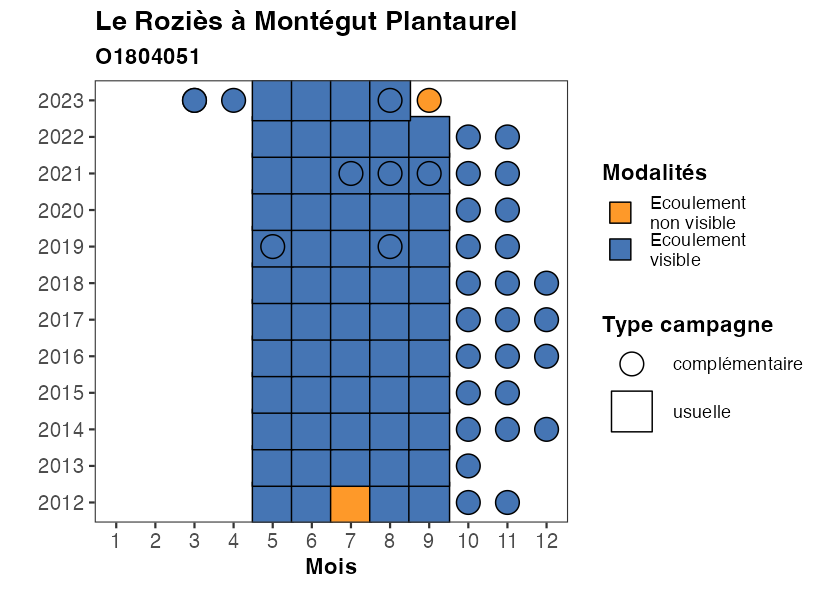 Le Roziès à Montégut Plantaurel
O1804051
2023
2022
2021
2020
2019
2018
2017
2016
2015
2014
2013
2012
1 2 3 4 5 6 7 8 9 10 11 12
Mois
Modalités
Ecoulement
non visible
Ecoulement
visible
Type campagne
complémentaire
usuelle